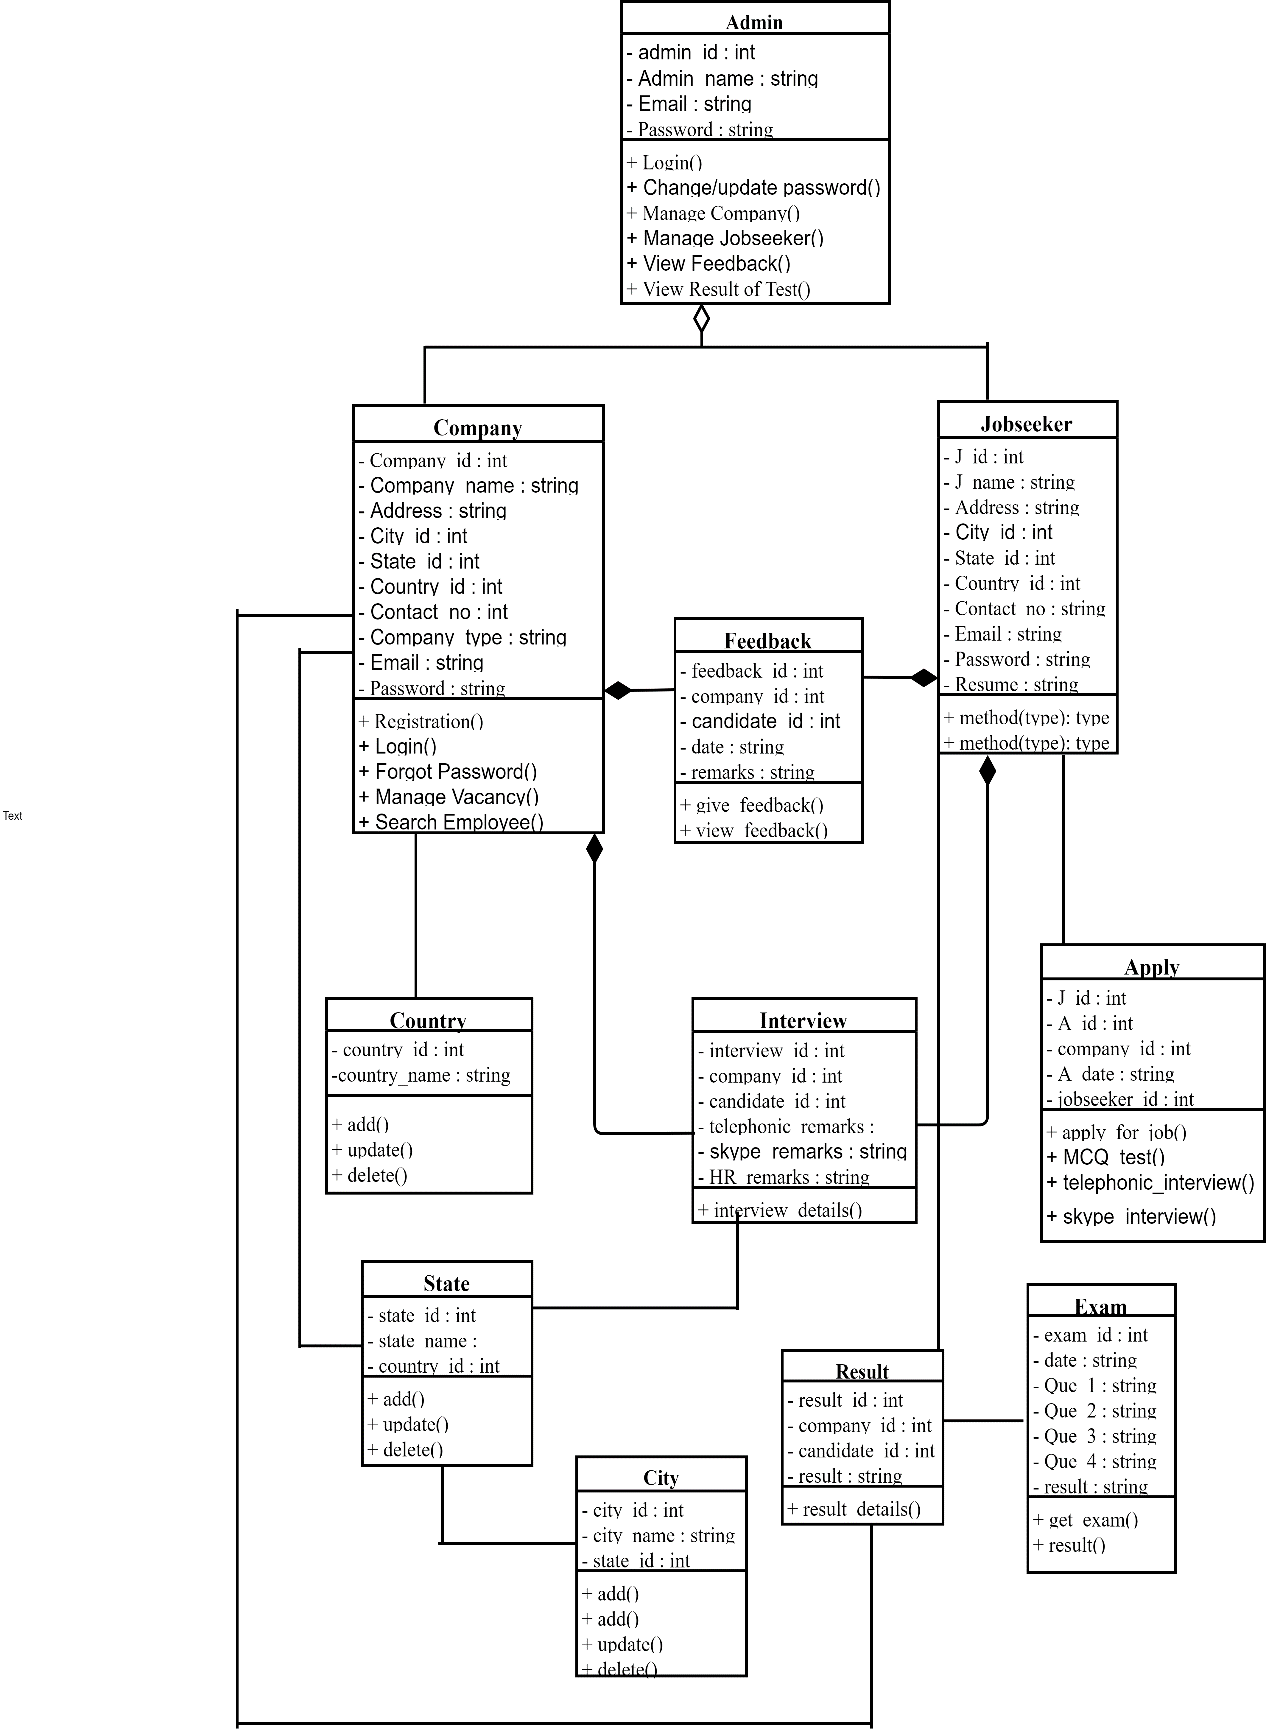 Admin
- admin_id : int
- Admin_name : string
- Email : string
- Password : string
+ Login()
+ Change/update password()
+ Manage Company()
+ Manage Jobseeker()
+ View Feedback()
+ View Result of Test()
Company
- Company_id : int
- Company_name : string
- Address : string
- City_id : int
- State_id : int
- Country_id : int
- Contact_no : int
- Company_type : string
- Email : string
- Password : string
+ Registration()
+ Login()
+ Forgot Password()
+ Manage Vacancy()
+ Search Employee()
Jobseeker
- J_id : int
- J_name : string
- Address : string
- City_id : int
- State_id : int
- Country_id : int
- Contact_no : string
- Email : string
- Password : string
- Resume : string
+ method(type): type
+ method(type): type
Feedback
- feedback_id : int
- company_id : int
- candidate_id : int
- date : string
- remarks : string
+ give_feedback()
+ view_feedback()
Text
Country
- country_id : int
-country_name : string
+ add()
+ update()
+ delete()
Interview
- interview_id : int
- company_id : int
- candidate_id : int
- telephonic_remarks :
- skype_remarks : string
- HR_remarks : string
+ interview_details()
Apply
- J_id : int
- A_id : int
- company_id : int
- A_date : string
- jobseeker_id : int
+ apply_for_job()
+ MCQ_test()
+ telephonic_interview()
+ skype_interview()
State
- state_id : int
- state_name :
- country_id : int
+ add()
+ update()
+ delete()
City
- city_id : int
- city_name : string
- state_id : int
+ add()
+ add()
+ update()
+ delete()
Result
- result_id : int
- company_id : int
- candidate_id : int
- result : string
+ result_details()
Exam
- exam_id : int
- date : string
- Que_1 : string
- Que_2 : string
- Que_3 : string
- Que_4 : string
- result : string
+ get_exam()
+ result()